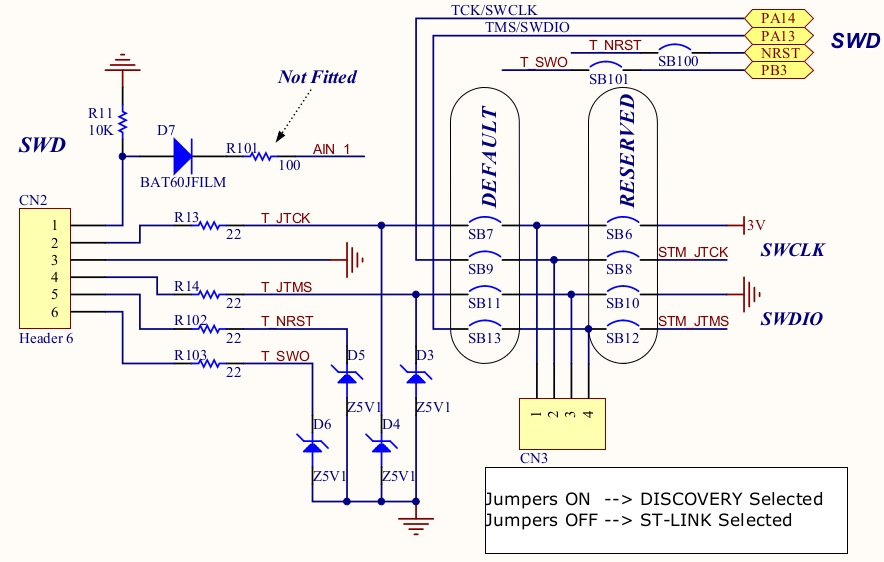 TCK/SWCLK
PA14
TMS/SWDIO
PA13
SWD
T_NRST
SB100
NRST
T_SWO
SB101
PB3
Not Fitted
R11
10K
SWD
D7
BAT60JFILM
R101
100
AIN_1
DEFAULT
RESERVED
CN2
1
2
3
4
5
6
Header 6
R13
22
T_JTCK
SB7
SB6
3V
SB9
SB8
STM_JTCK
SWCLK
R14
22
T_JTMS
SB11
SB10
SWDIO
R102
22
T_NRST
SB13
SB12
STM_JTMS
R103
22
T_SWO
D5
Z5V1
D3
Z5V1
D6
Z5V1
D4
Z5V1
1
2
3
4
CN3
Jumpers ON --> DISCOVERY Selected
Jumpers OFF --> ST-LINK Selected